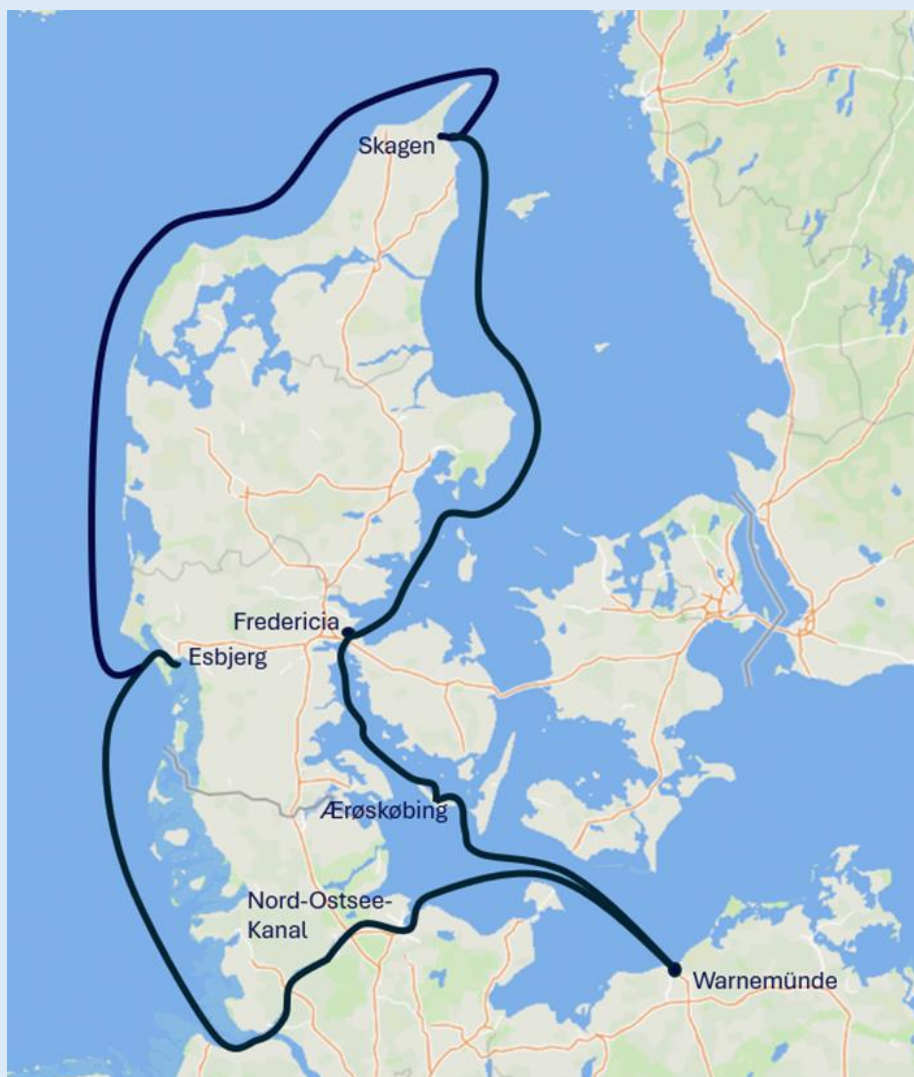 Skagen
Fredericia
Esbjerg
Ærøskøbing
Nord-Ostsee-
Kanal
Warnemünde